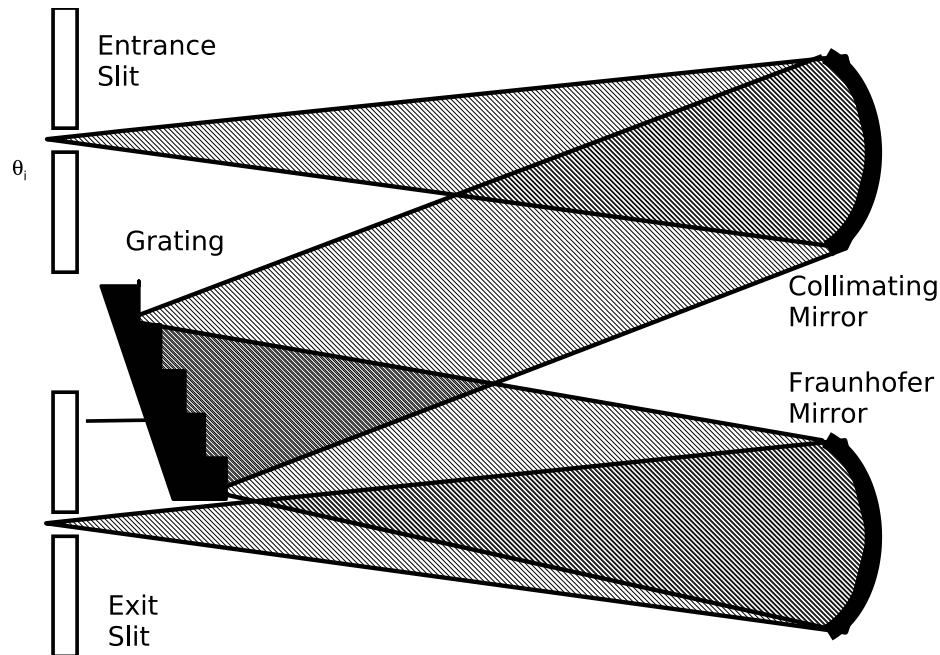 Entrance
Slit
θi
Grating
Collimating
Mirror
Fraunhofer
Mirror
Exit
Slit